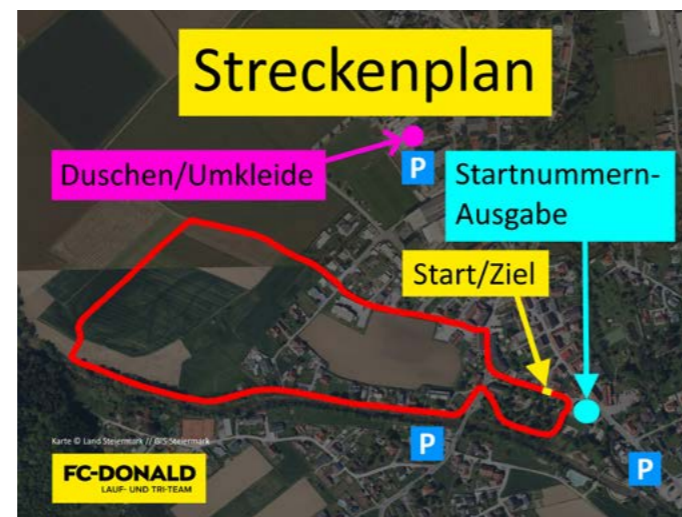 Streckenplan
Duschen/Umkleide
P
Startnummern-
Ausgabe
Start/Ziel
P
P
Karte © Land Steiermark // GIS Steiermark
FC-DONALD
LAUF- UND TRI-TEAM